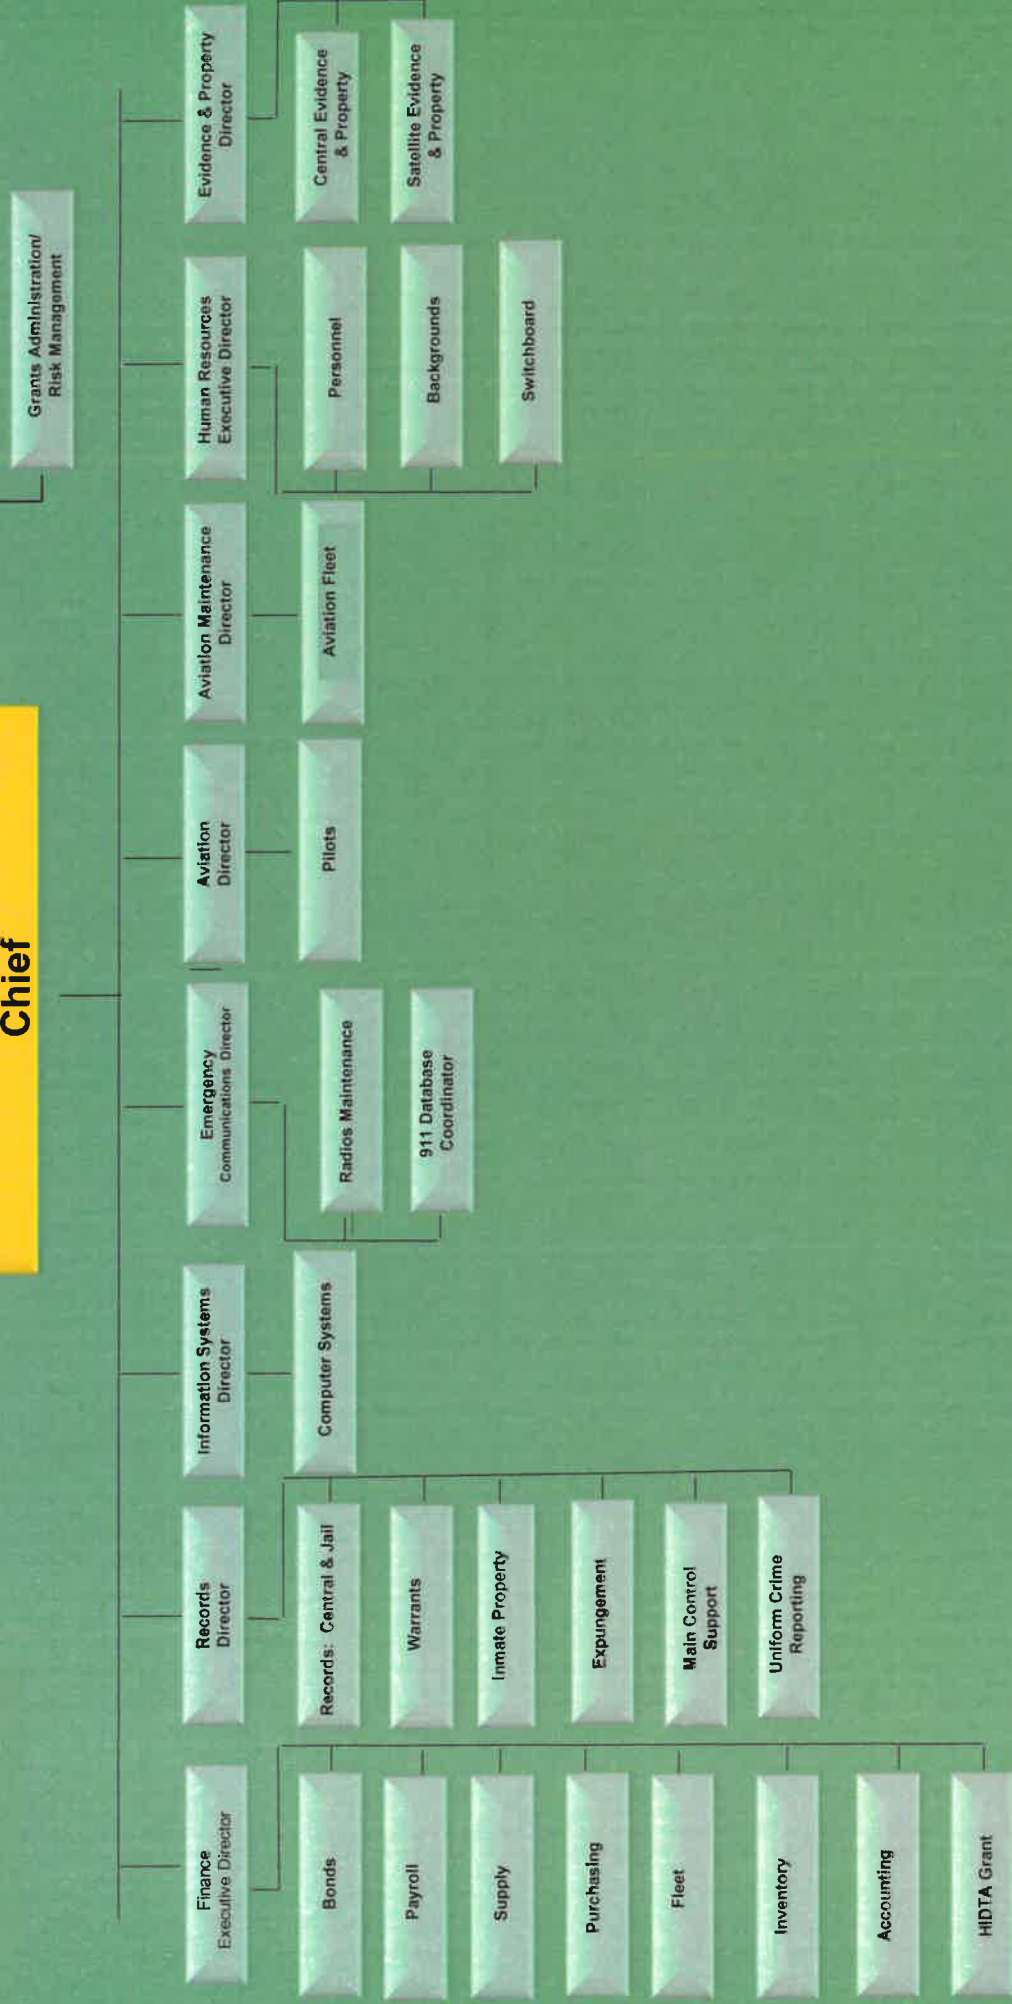 Chief
Grants Administration/
Risk Management
Finance
Executive Director
Bonds
Payroll
Supply
Purchasing
Fleet
Inventory
Accounting
HIDTA Grant
Records
Director
Records: Central & Jail
Warrants
Inmate Property
Expungement
Main Control
Support
Uniform Crime
Reporting
Information Systems
Director
Computer Systems
Emergency
Communications Director
Radios Maintenance
911 Database
Coordinator
Aviation
Director
Pilots
Aviation Maintenance
Director
Aviation Fleet
Human Resources
Executive Director
Personnel
Backgrounds
Switchboard
Evidence & Property
Director
Central Evidence
& Property
Satellite Evidence
& Property